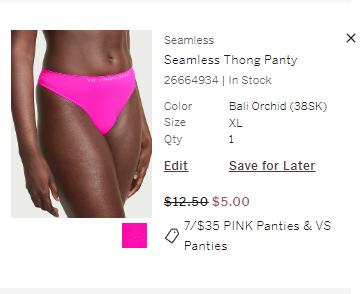 VICTORIA'S SECRET
Seamless
Seamless Thong Panty
26664934 | In Stock
Color Bali Orchid (38SK)
Size XL
Qty 1
Edit Save for Later
$12.50 $5.00
7/$35 PINK Panties & VS
Panties